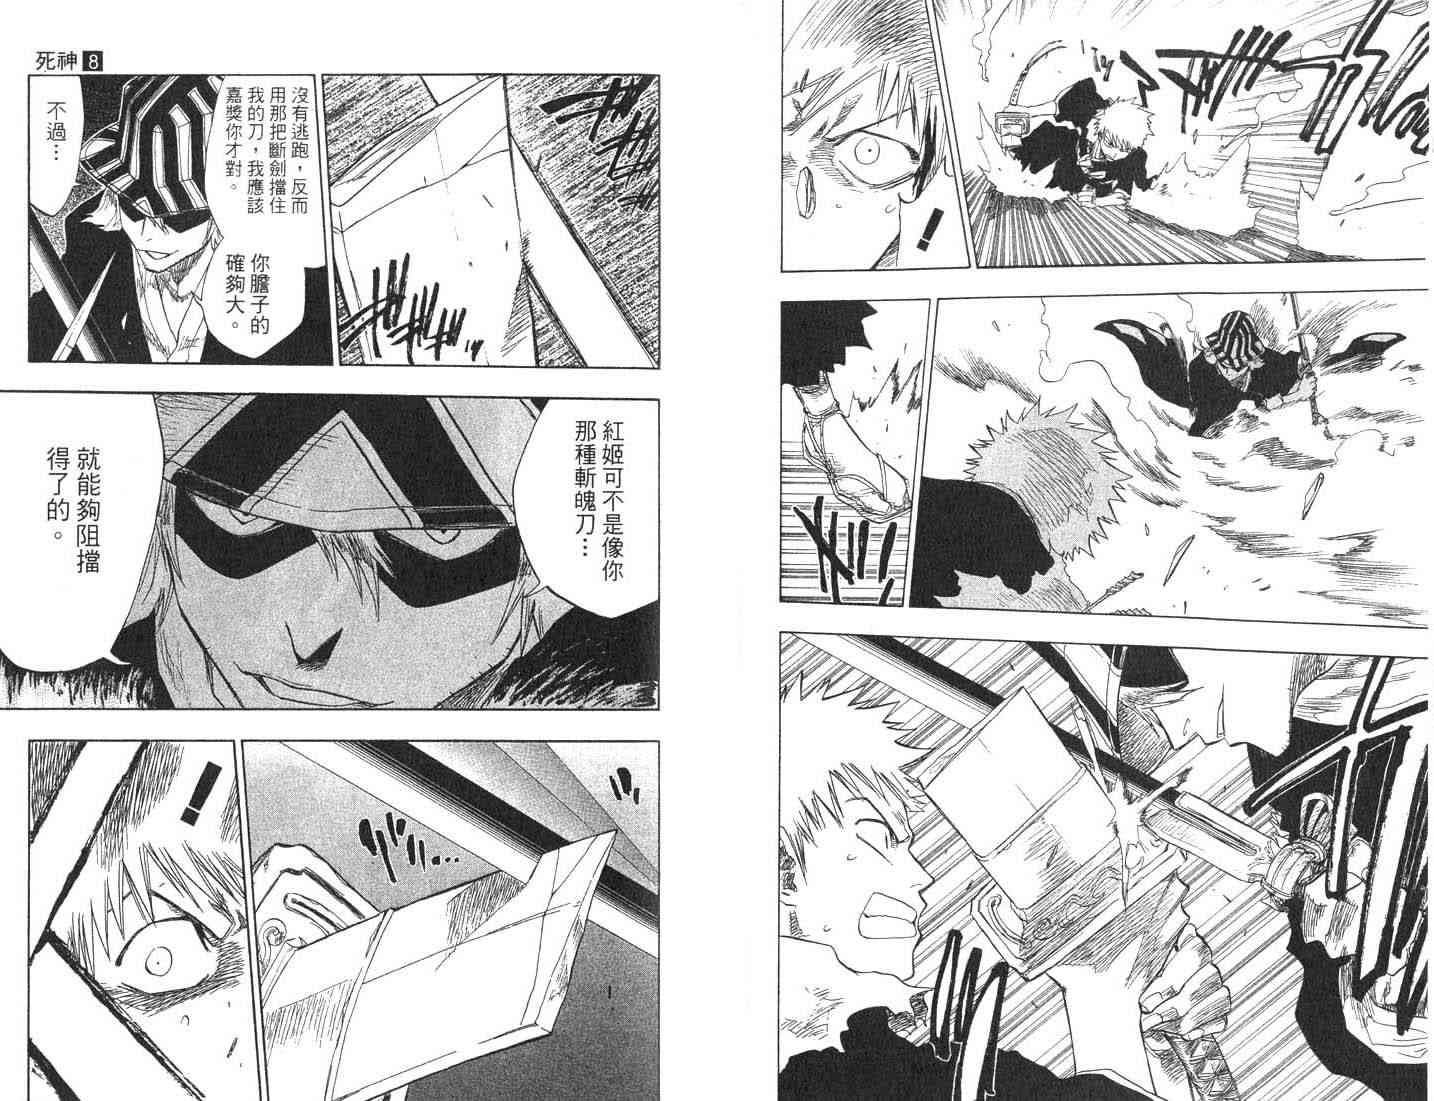 死神8
沒有逃跑，反而
用那把斷劍擋住
我的刀，我應該
嘉獎你才對。
你膽子的
確夠大。
不過…
紅姬可不是像你
那種斬魄刀…
就能夠阻擋
得了的。
！
！